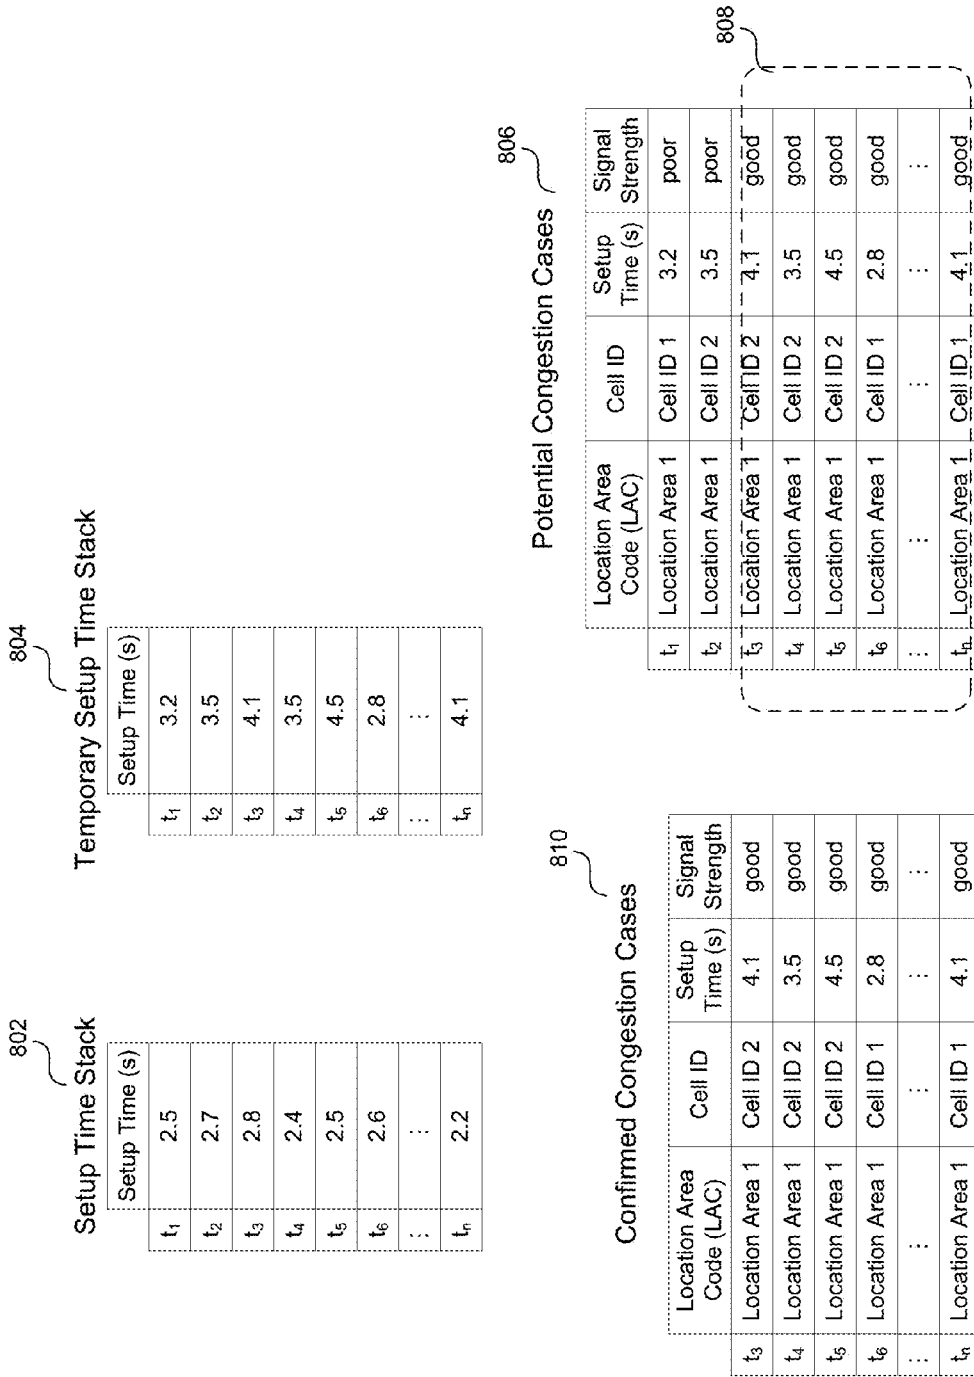 802
Setup Time Stack
Setup Time (s)
t1 2.5
t2 2.7
t3 2.8
t4 2.4
t5 2.5
t6 2.6
⋮ ⋮
tn 2.2
804
Temporary Setup Time Stack
Setup Time (s)
t1 3.2
t2 3.5
t3 4.1
t4 3.5
t5 4.5
t6 2.8
⋮ ⋮
tn 4.1
806
Potential Congestion Cases
Location Area Cell ID Setup Signal
Code (LAC) Time (s) Strength
t1 Location Area 1 Cell ID 1 3.2 poor
t2 Location Area 1 Cell ID 2 3.5 poor
t3 Location Area 1 Cell ID 2 4.1 good
t4 Location Area 1 Cell ID 2 3.5 good
t5 Location Area 1 Cell ID 2 4.5 good
t6 Location Area 1 Cell ID 1 2.8 good
⋮ ⋮ ⋮ ⋮ ⋮
tn Location Area 1 Cell ID 1 4.1 good
808
810
Confirmed Congestion Cases
Location Area Cell ID Setup Signal
Code (LAC) Time (s) Strength
t3 Location Area 1 Cell ID 2 4.1 good
t4 Location Area 1 Cell ID 2 3.5 good
t5 Location Area 1 Cell ID 2 4.5 good
t6 Location Area 1 Cell ID 1 2.8 good
⋮ ⋮ ⋮ ⋮ ⋮
tn Location Area 1 Cell ID 1 4.1 good